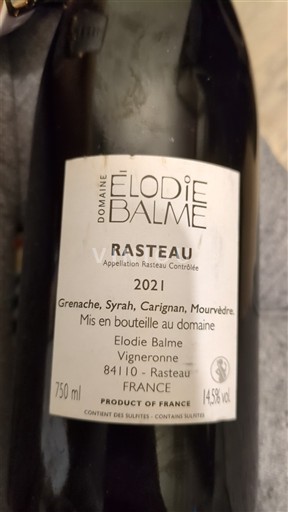 DOMAINE
ÉLODiE
BALME
RASTEAU
Appellation Rasteau Contrôlée
2021
Grenache, Syrah, Carignan, Mourvèdre.
Mis en bouteille au domaine
Elodie Balme
Vigneronne
84110 - Rasteau
FRANCE
750 ml
14,5% vol.
PRODUCT OF FRANCE
CONTIENT DES SULFITES - CONTAINS SULFITES